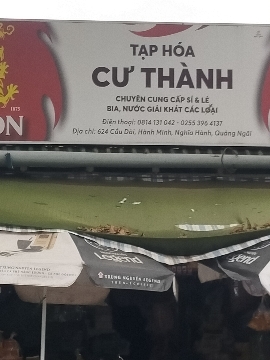 TẠP HÓA
CƯ THÀNH
CHUYÊN CUNG CẤP SỈ & LẺ
BIA, NƯỚC GIẢI KHÁT CÁC LOẠI
Điện thoại: 0814 131 042 - 0255 396 4137
Địa chỉ: 624 Cầu Dài, Hành Minh, Nghĩa Hành, Quảng Ngãi
1875
ON
LEGEND
TRUNG NGUYÊN LEGEND